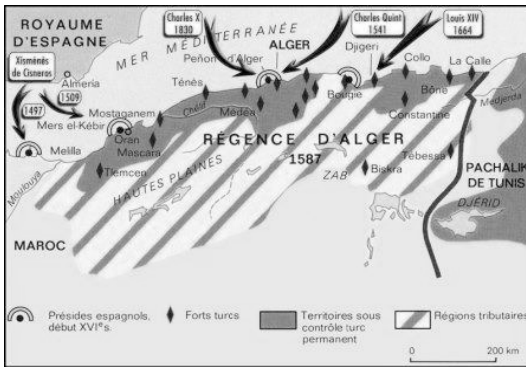 ROYAUME
D'ESPAGNE
MER MÉDITERRANÉE
Charles X
1830
Charles Quint
1541
Louis XIV
1664
Xisménés
de Cisneros
1497
1509
Almería
Peñon d'Alger
ALGER
Djigeri
Collo
La Calle
Ténès
Bougie
Bône
Medjerda
Mostaganem
Chélif
Médéa
Constantine
Mers el-Kébir
Oran
Mascara
Melilla
RÉGENCE D'ALGER
1587
Tlemcen
HAUTES PLAINES
ZAB
Biskra
Tébessa
Moulouya
PACHALIK
DE TUNIS
DJÉRID
MAROC
Présides espagnols,
début XVIᵉs.
Forts turcs
Territoires sous
contrôle turc
permanent
Régions tributaires
0 200 km